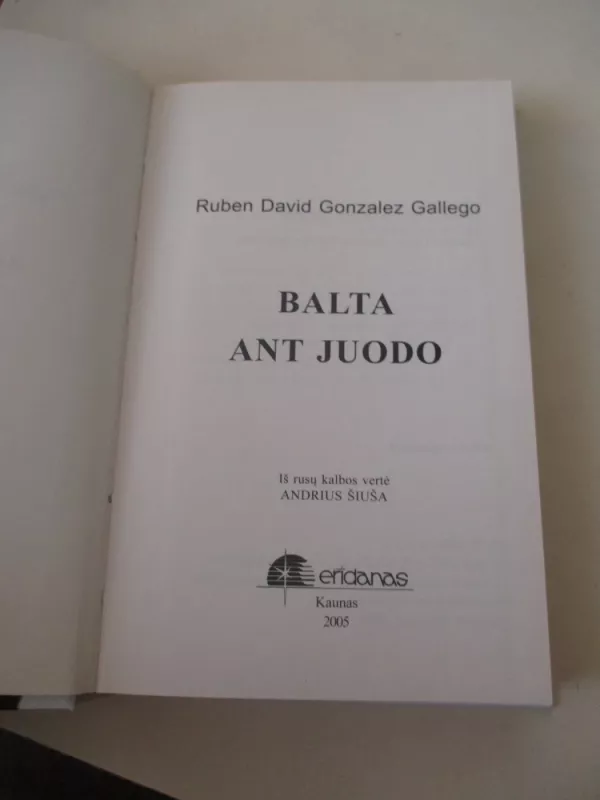 Ruben David Gonzalez Gallego
BALTA
ANT JUODO
Iš rusų kalbos vertė
ANDRIUS ŠIUŠA
eridanas
Kaunas
2005